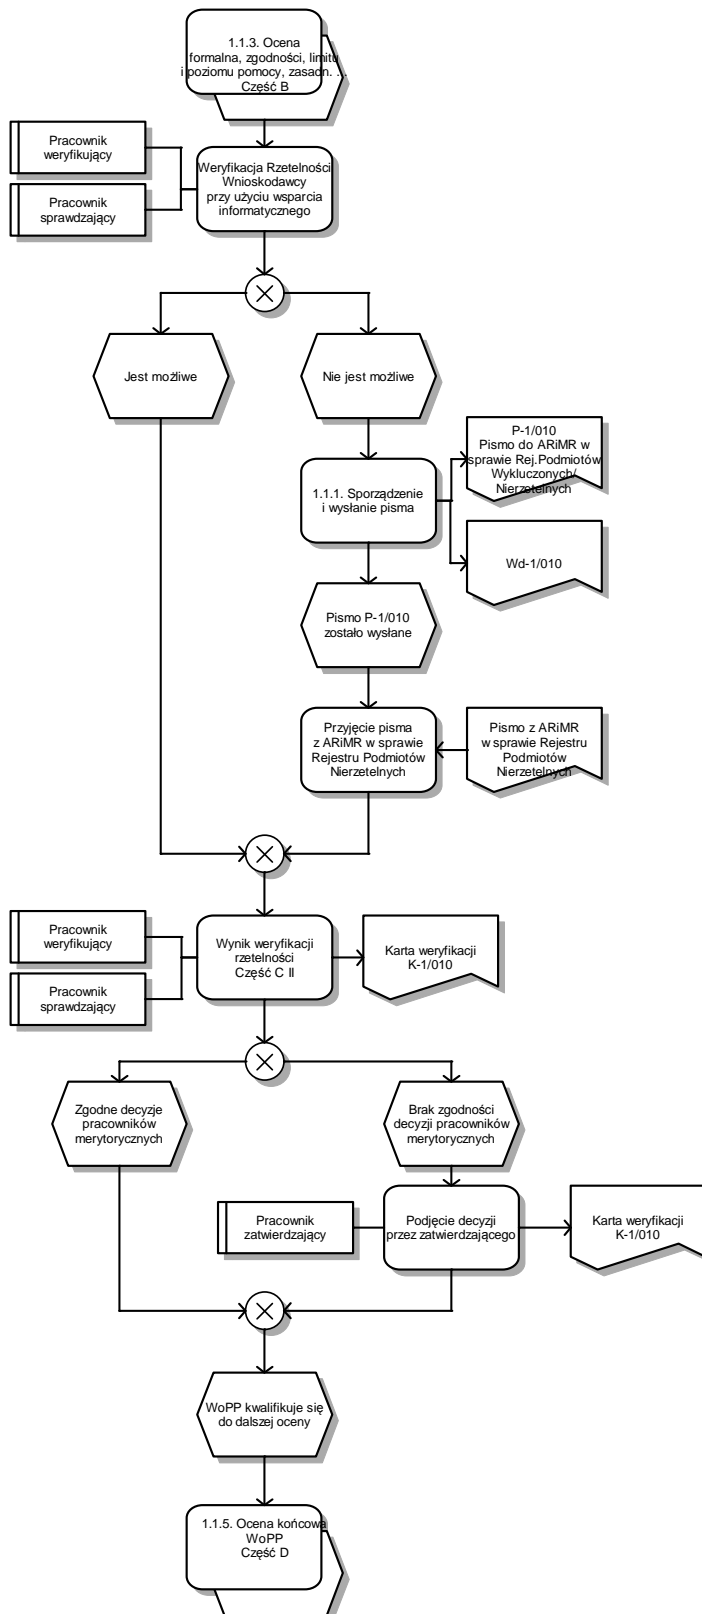 1.1.3. Ocena
formalna, zgodności, limitu
i poziomu pomocy, zasadn. ...
Część B
Pracownik
weryfikujący
Pracownik
sprawdzający
Weryfikacja Rzetelności
Wnioskodawcy
przy użyciu wsparcia
informatycznego
Jest możliwe
Nie jest możliwe
P-1/010
Pismo do ARiMR w
sprawie Rej.Podmiotów
Wykluczonych/
Nierzetelnych
1.1.1. Sporządzenie
i wysłanie pisma
Wd-1/010
Pismo P-1/010
zostało wysłane
Przyjęcie pisma
z ARiMR w sprawie
Rejestru Podmiotów
Nierzetelnych
Pismo z ARiMR
w sprawie Rejestru
Podmiotów
Nierzetelnych
Pracownik
weryfikujący
Pracownik
sprawdzający
Wynik weryfikacji
rzetelności
Część C II
Karta weryfikacji
K-1/010
Zgodne decyzje
pracowników
merytorycznych
Brak zgodności
decyzji pracowników
merytorycznych
Pracownik
zatwierdzający
Podjęcie decyzji
przez zatwierdzającego
Karta weryfikacji
K-1/010
WoPP kwalifikuje się
do dalszej oceny
1.1.5. Ocena końcowa
WoPP
Część D